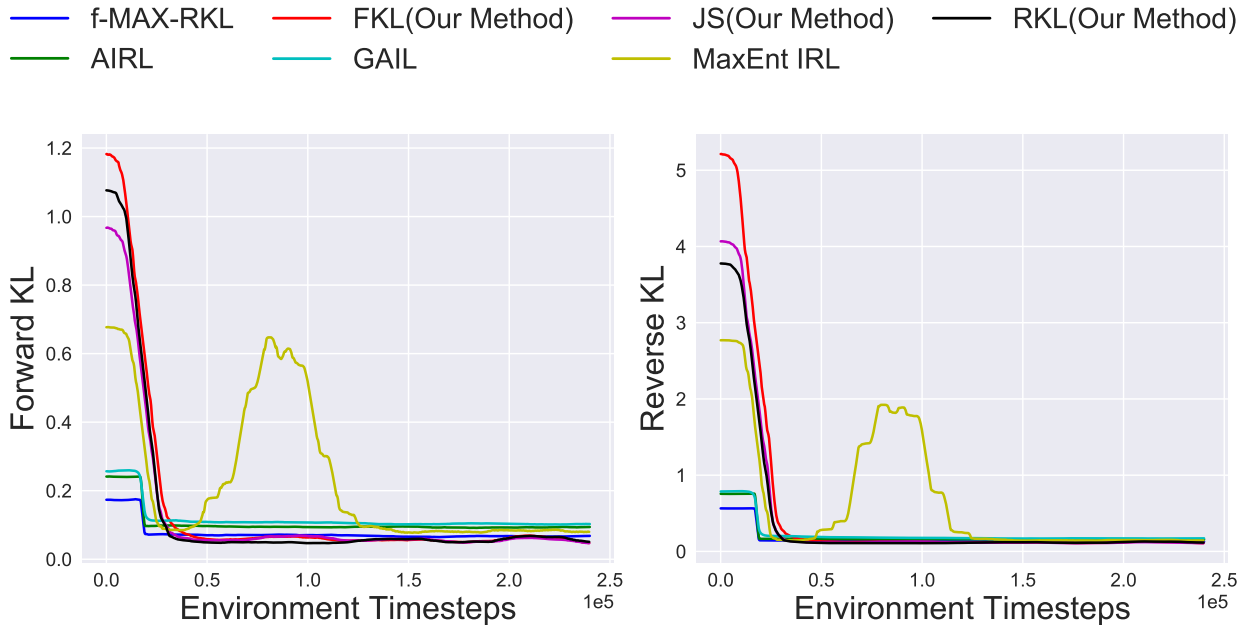 f-MAX-RKL FKL(Our Method) JS(Our Method) RKL(Our Method)
AIRL GAIL MaxEnt IRL
Forward KL
1.2
1.0
0.8
0.6
0.4
0.2
0.0
0.0 0.5 1.0 1.5 2.0 2.5
1e5
Environment Timesteps
Reverse KL
5
4
3
2
1
0
0.0 0.5 1.0 1.5 2.0 2.5
1e5
Environment Timesteps